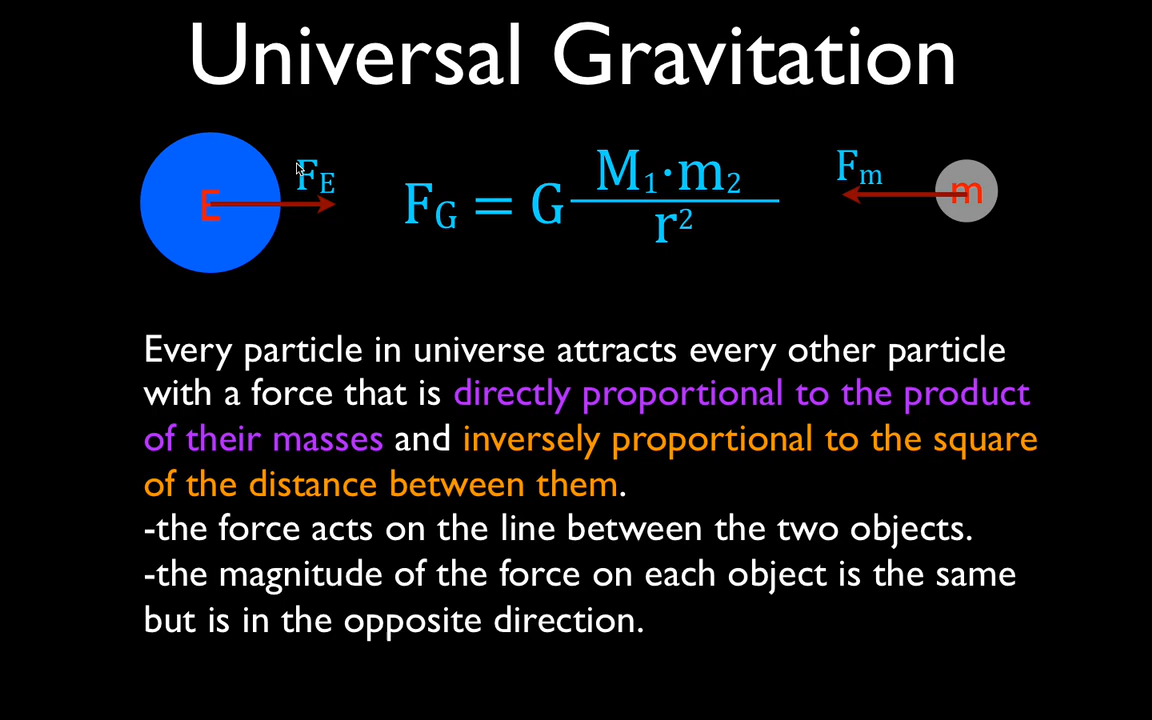 Universal Gravitation
E
F_E
F_G = G M₁·m₂ / r²
F_m
m
Every particle in universe attracts every other particle
with a force that is directly proportional to the product
of their masses and inversely proportional to the square
of the distance between them.
-the force acts on the line between the two objects.
-the magnitude of the force on each object is the same
but is in the opposite direction.